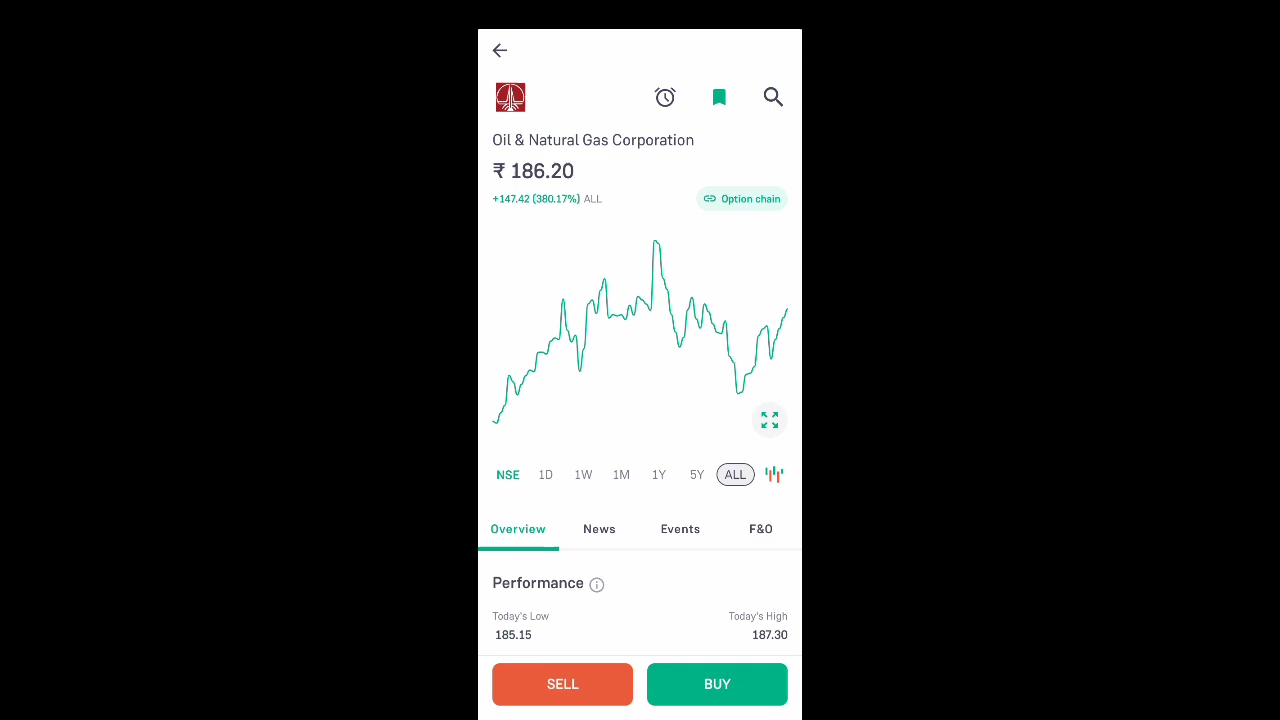 Oil & Natural Gas Corporation
₹ 186.20
+147.42 (380.17%) ALL
Option chain
NSE 1D 1W 1M 1Y 5Y ALL
Overview News Events F&O
Performance
Today's Low Today's High
185.15 187.30
SELL BUY